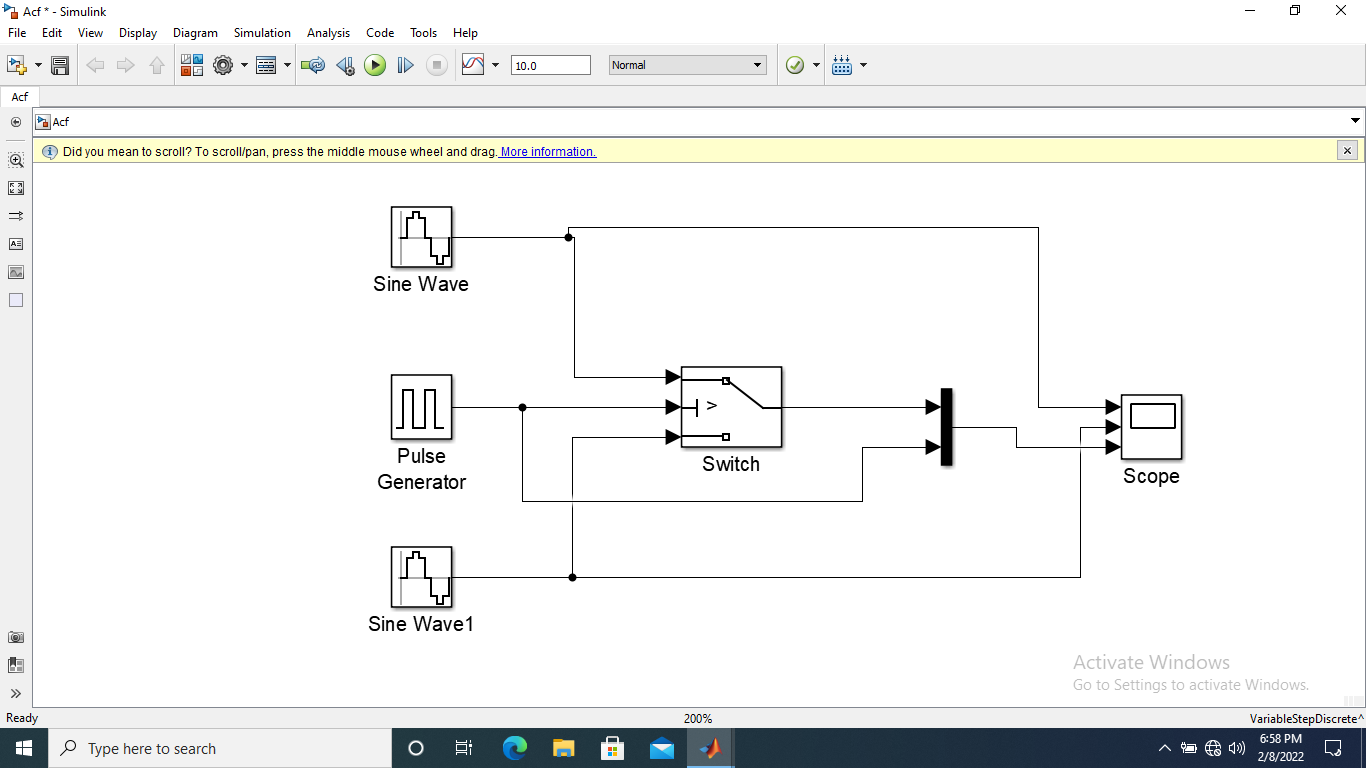 Acf * - Simulink
File Edit View Display Diagram Simulation Analysis Code Tools Help
10.0 Normal
Acf
Acf
Did you mean to scroll? To scroll/pan, press the middle mouse wheel and drag. More information.
Sine Wave
>
Switch
Pulse
Generator
Scope
Sine Wave1
Activate Windows
Go to Settings to activate Windows.
Ready 200% VariableStepDiscrete^
Type here to search
6:58 PM
2/8/2022